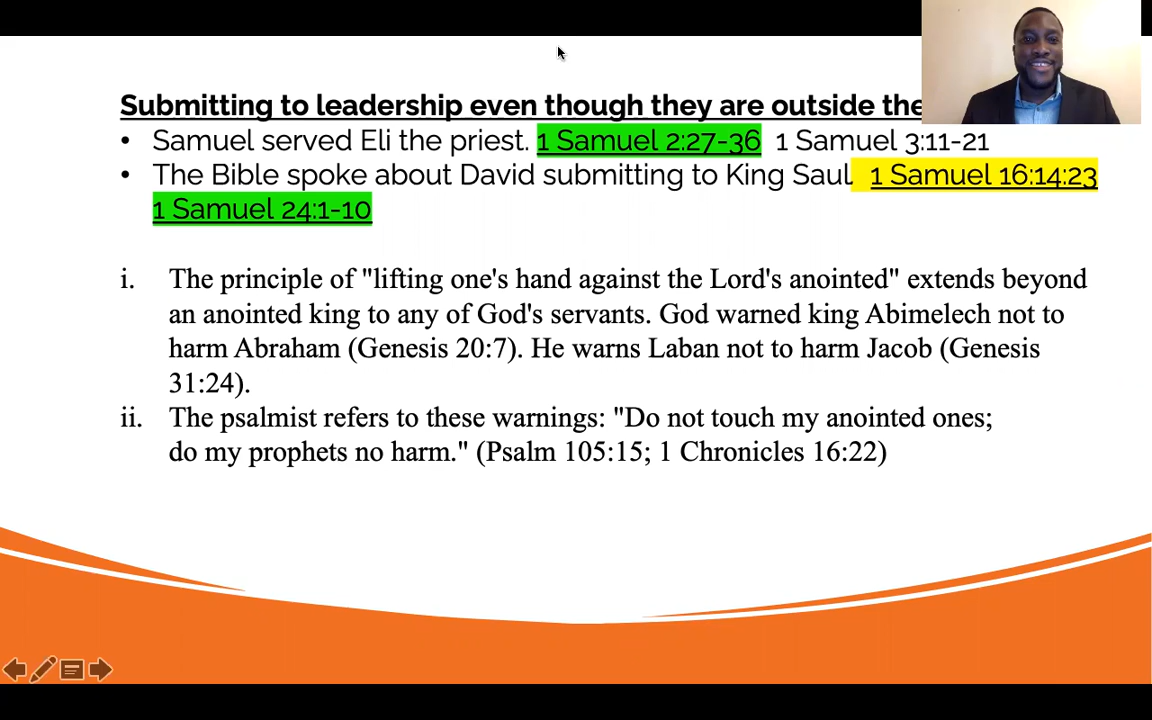 Submitting to leadership even though they are outside the
• Samuel served Eli the priest. 1 Samuel 2:27-36 1 Samuel 3:11-21
• The Bible spoke about David submitting to King Saul. 1 Samuel 16:14:23
1 Samuel 24:1-10
i. The principle of "lifting one's hand against the Lord's anointed" extends beyond
an anointed king to any of God's servants. God warned king Abimelech not to
harm Abraham (Genesis 20:7). He warns Laban not to harm Jacob (Genesis
31:24).
ii. The psalmist refers to these warnings: "Do not touch my anointed ones;
do my prophets no harm." (Psalm 105:15; 1 Chronicles 16:22)